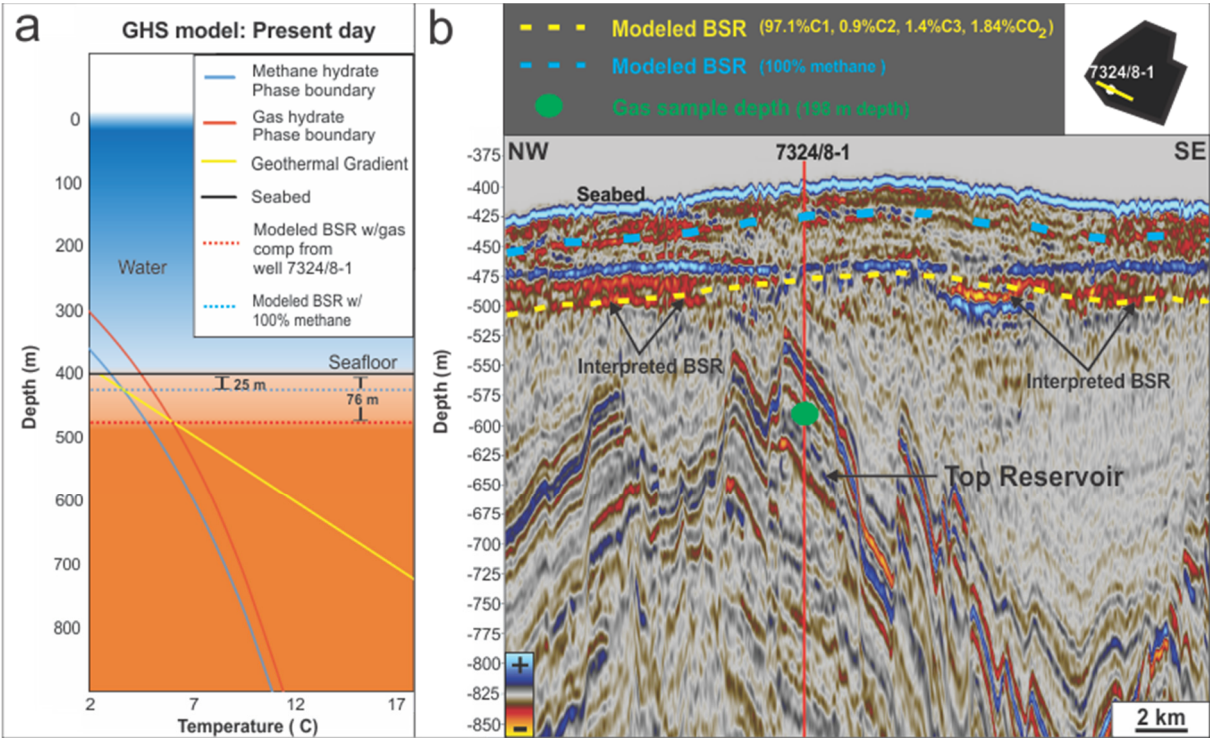 a
GHS model: Present day
Methane hydrate
Phase boundary
Gas hydrate
Phase boundary
Geothermal Gradient
Seabed
Modeled BSR w/gas
comp from
well 7324/8-1
Modeled BSR w/
100% methane
Water
Seafloor
25 m
76 m
0
100
200
300
400
500
600
700
800
Depth (m)
2
7
12
17
Temperature ( C)
b
Modeled BSR (97.1%C1, 0.9%C2, 1.4%C3, 1.84%CO2)
Modeled BSR (100% methane )
Gas sample depth (198 m depth)
7324/8-1
NW
7324/8-1
SE
Seabed
Interpreted BSR
Interpreted BSR
Top Reservoir
-375
-400
-425
-450
-475
-500
-525
-550
-575
-600
-625
-650
-675
-700
-725
-750
-775
-800
-825
-850
Depth (m)
+
-
2 km